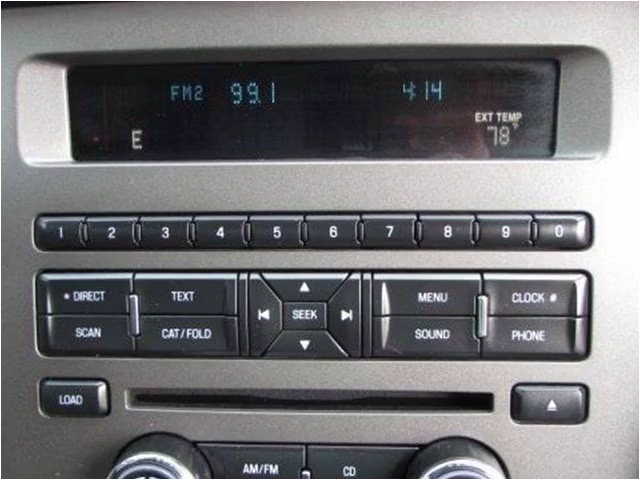 FM2 99.1 4:14
EXT TEMP
E 78°
1 2 3 4 5 6 7 8 9 0
* DIRECT TEXT MENU CLOCK #
SEEK
SCAN CAT/FOLD SOUND PHONE
LOAD
AM/FM CD